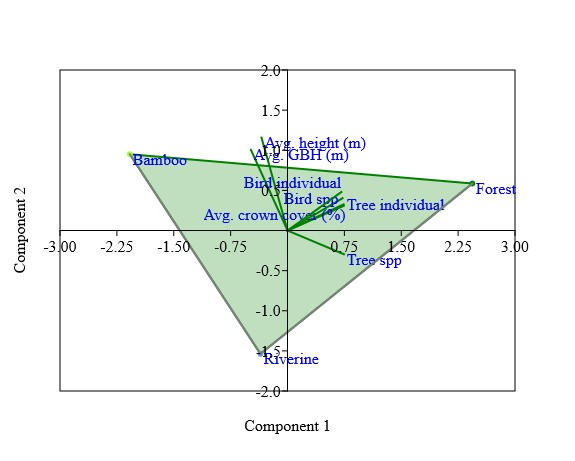 2.0
1.5
Avg. height (m)
1.0
Avg. GBH (m)
Bamboo
Bird individual
Forest
0.5
Bird spp
Tree individual
Avg. crown cover (%)
-3.00 -2.25 -1.50 -0.75 0.75 1.50 2.25 3.00
Tree spp
-0.5
-1.0
-1.5
Riverine
-2.0
Component 2
Component 1